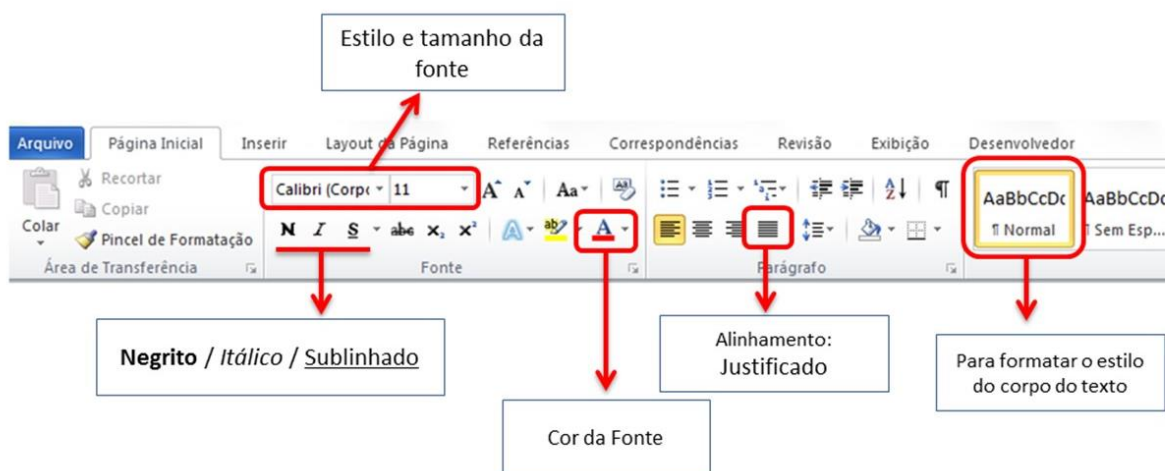 Estilo e tamanho da
fonte
Arquivo Página Inicial Inserir Layout da Página Referências Correspondências Revisão Exibição Desenvolvedor
Recortar
Copiar
Colar
Pincel de Formatação
Área de Transferência
Calibri (Corpo 11 A A Aa
N I S abc x₂ x² A ab A
Fonte
Parágrafo
AaBbCcDc AaBbCcDc
¶ Normal ¶ Sem Esp...
Negrito / Itálico / Sublinhado
Cor da Fonte
Alinhamento:
Justificado
Para formatar o estilo
do corpo do texto